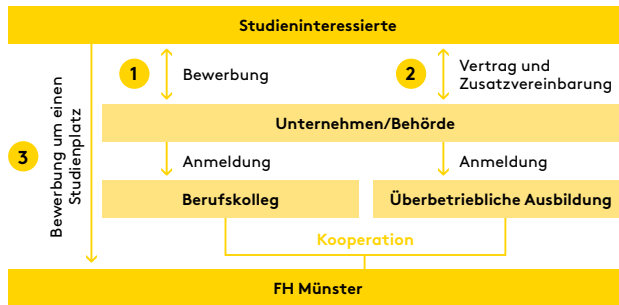 Studieninteressierte
1
Bewerbung
2
Vertrag und
Zusatzvereinbarung
3
Bewerbung um einen
Studienplatz
Unternehmen/Behörde
Anmeldung
Anmeldung
Berufskolleg
Überbetriebliche Ausbildung
Kooperation
FH Münster